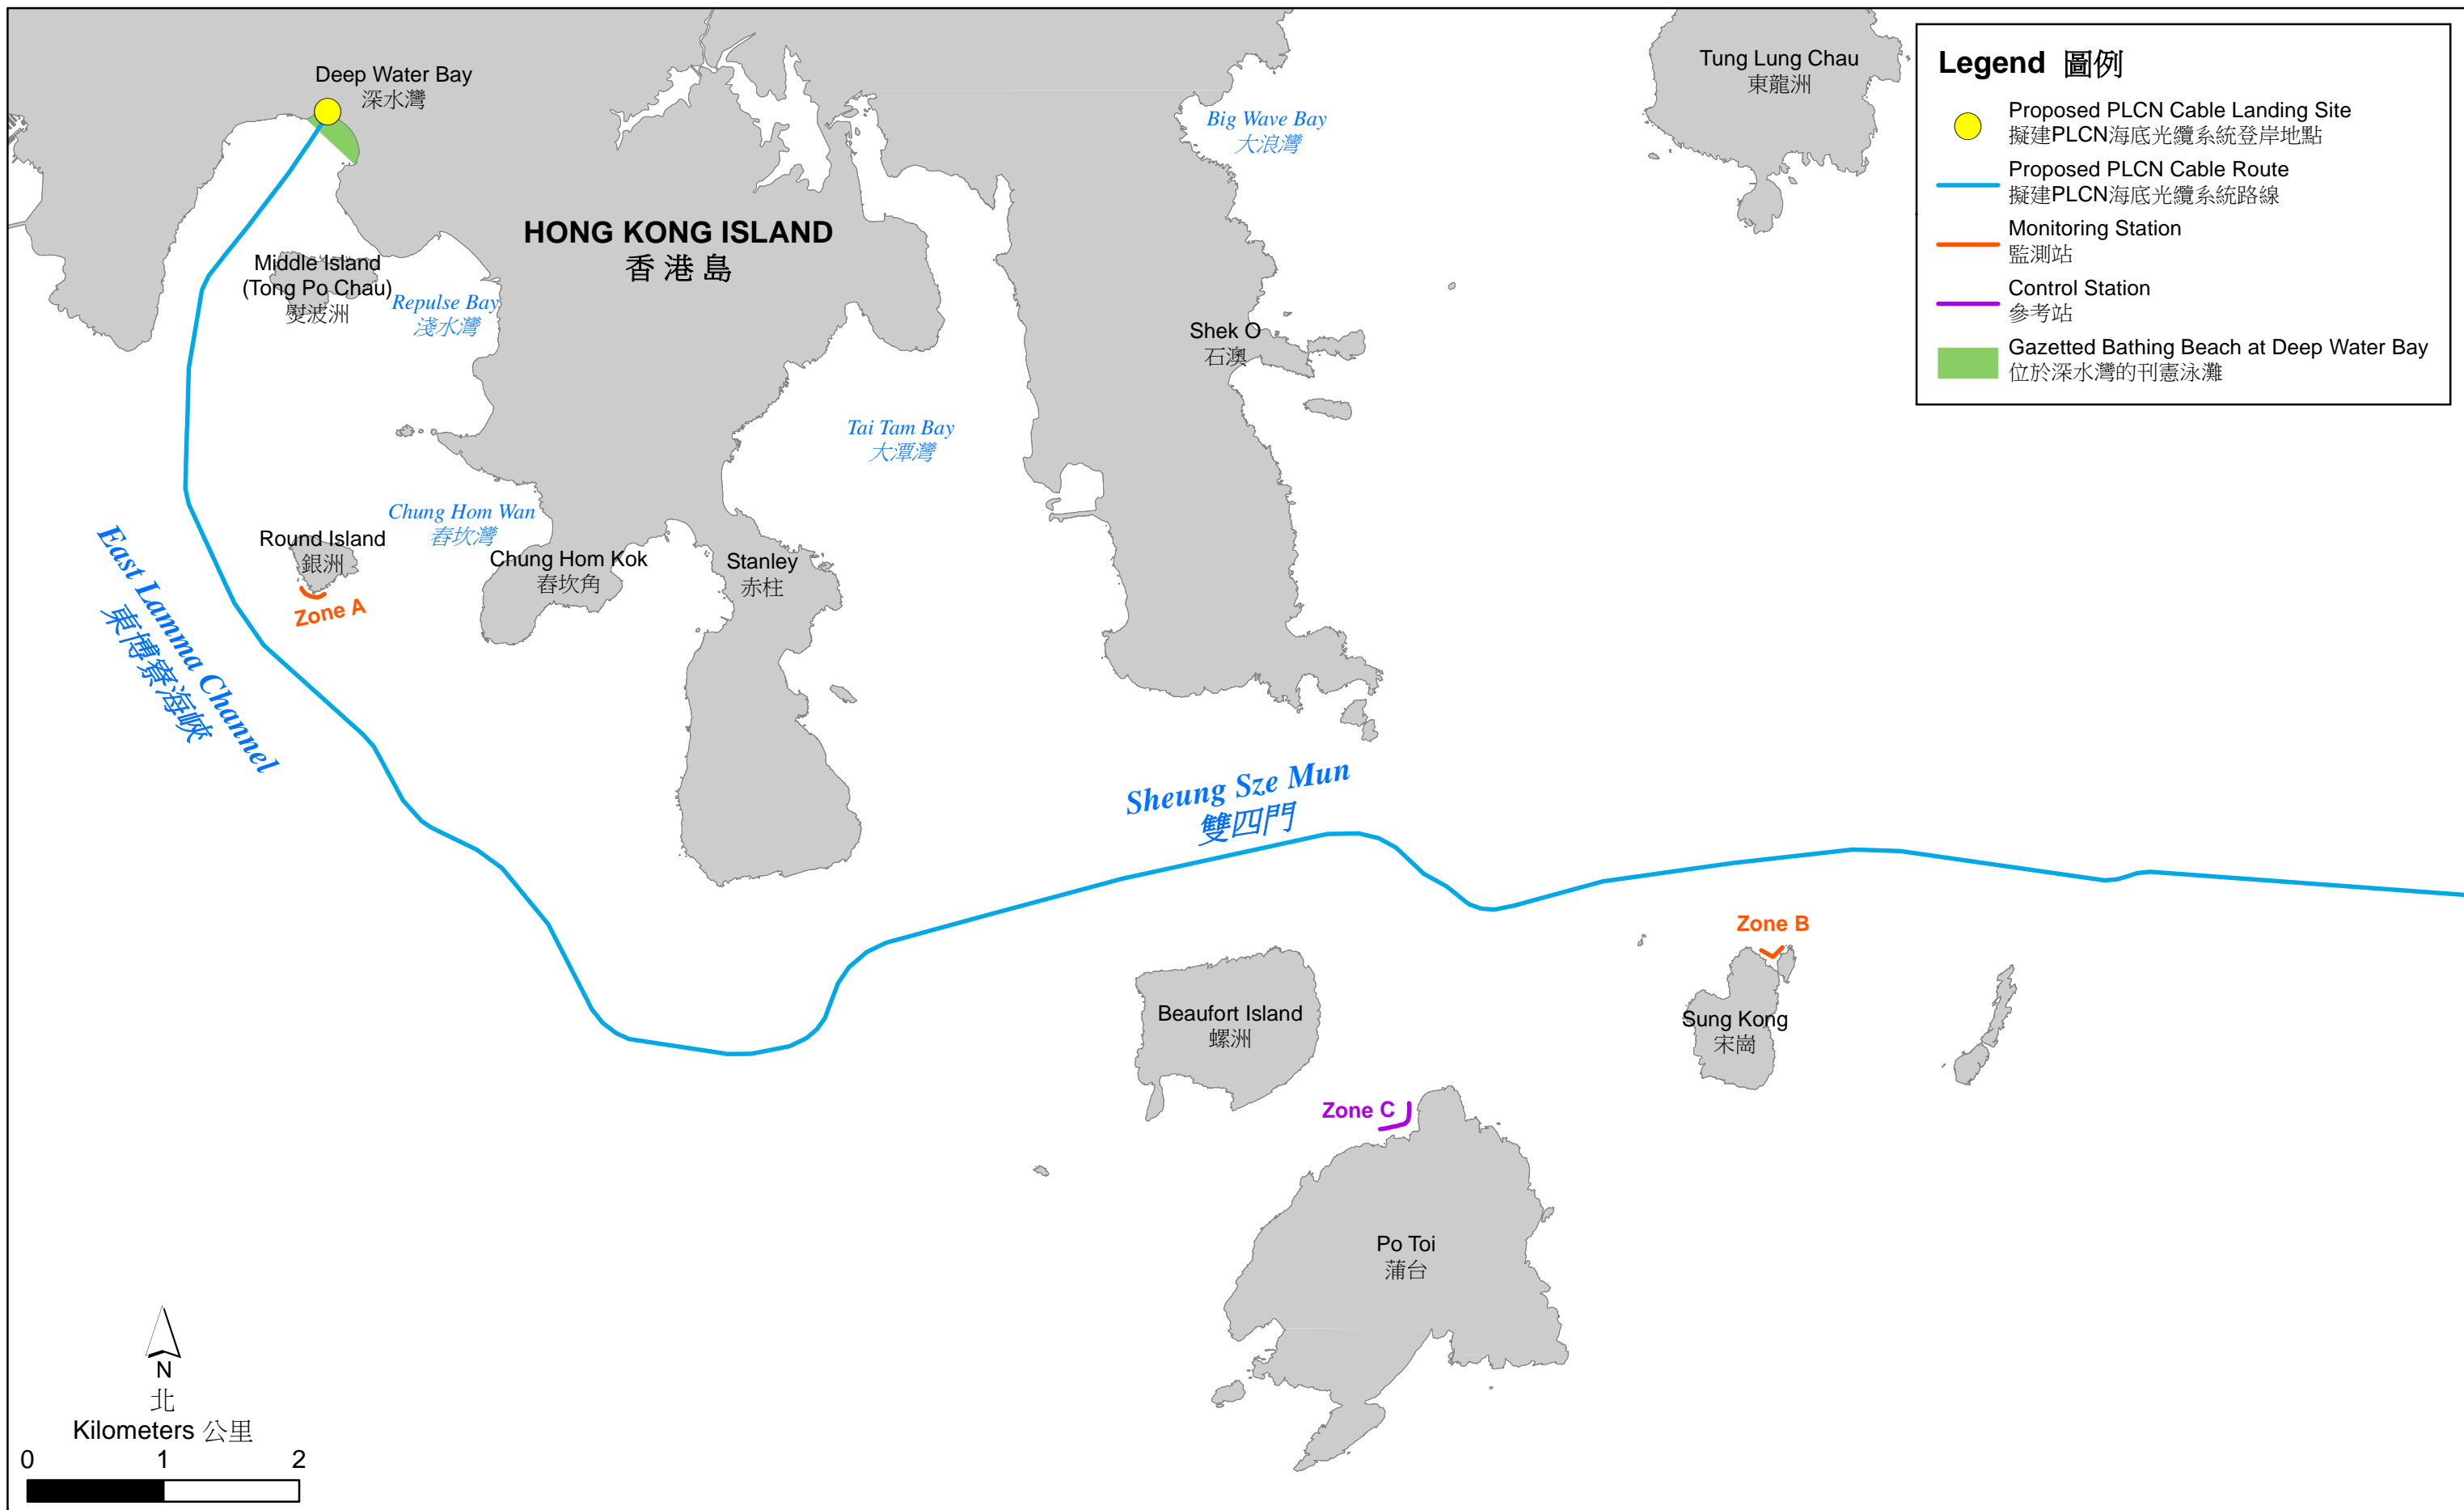 Deep Water Bay
深水灣
Tung Lung Chau
東龍洲
Big Wave Bay
大浪灣
HONG KONG ISLAND
香港島
Middle Island
(Tong Po Chau)
熨波洲
Repulse Bay
淺水灣
Shek O
石澳
Tai Tam Bay
大潭灣
Chung Hom Wan
舂坎灣
Round Island
銀洲
Chung Hom Kok
舂坎角
Stanley
赤柱
Zone A
East Lamma Channel
東博寮海峽
Sheung Sze Mun
雙四門
Zone B
Beaufort Island
螺洲
Sung Kong
宋崗
Zone C
Po Toi
蒲台
N
北
Kilometers 公里
0 1 2
Legend 圖例
Proposed PLCN Cable Landing Site
擬建PLCN海底光纜系統登岸地點
Proposed PLCN Cable Route
擬建PLCN海底光纜系統路線
Monitoring Station
監測站
Control Station
參考站
Gazetted Bathing Beach at Deep Water Bay
位於深水灣的刊憲泳灘